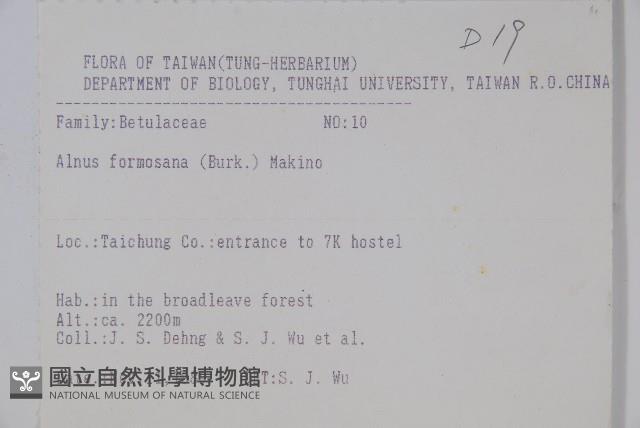 D 19
FLORA OF TAIWAN(TUNG-HERBARIUM)
DEPARTMENT OF BIOLOGY, TUNGHAI UNIVERSITY, TAIWAN R.O.CHINA
----------------------------------------
Family:Betulaceae NO:10
Alnus formosana (Burk.) Makino
Loc.:Taichung Co.:entrance to 7K hostel
Hab.:in the broadleave forest
Alt.:ca. 2200m
Coll.:J. S. Dehng & S. J. Wu et al.
T:S. J. Wu
國立自然科學博物館
NATIONAL MUSEUM OF NATURAL SCIENCE